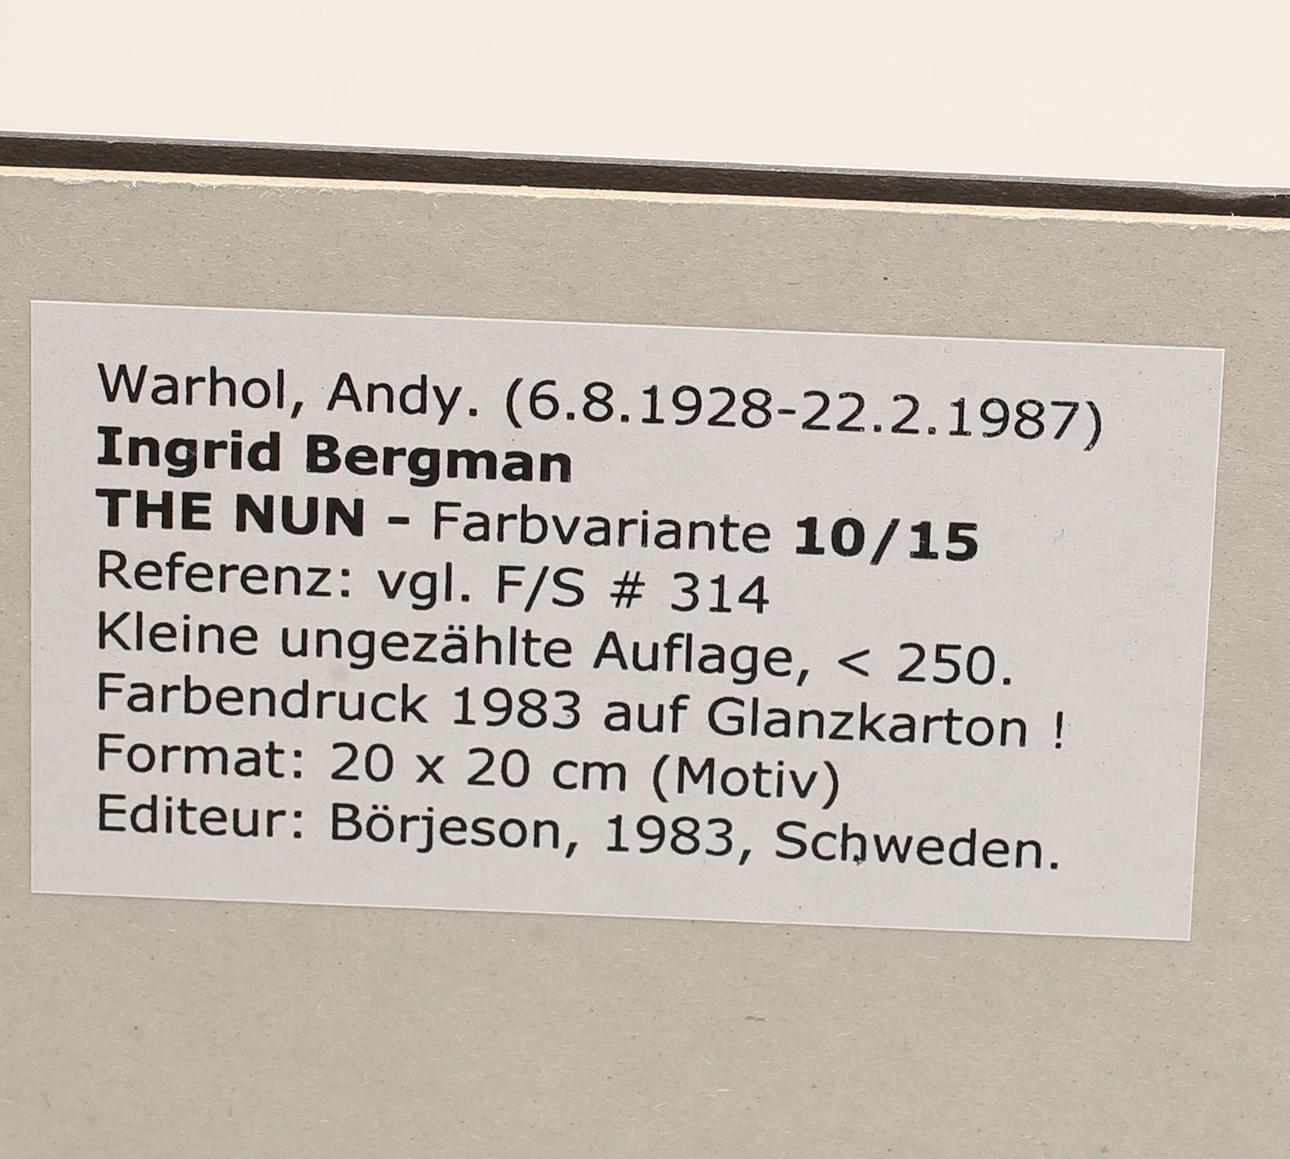 Warhol, Andy. (6.8.1928-22.2.1987)
Ingrid Bergman
THE NUN - Farbvariante 10/15
Referenz: vgl. F/S # 314
Kleine ungezählte Auflage, < 250.
Farbendruck 1983 auf Glanzkarton !
Format: 20 x 20 cm (Motiv)
Editeur: Börjeson, 1983, Schweden.